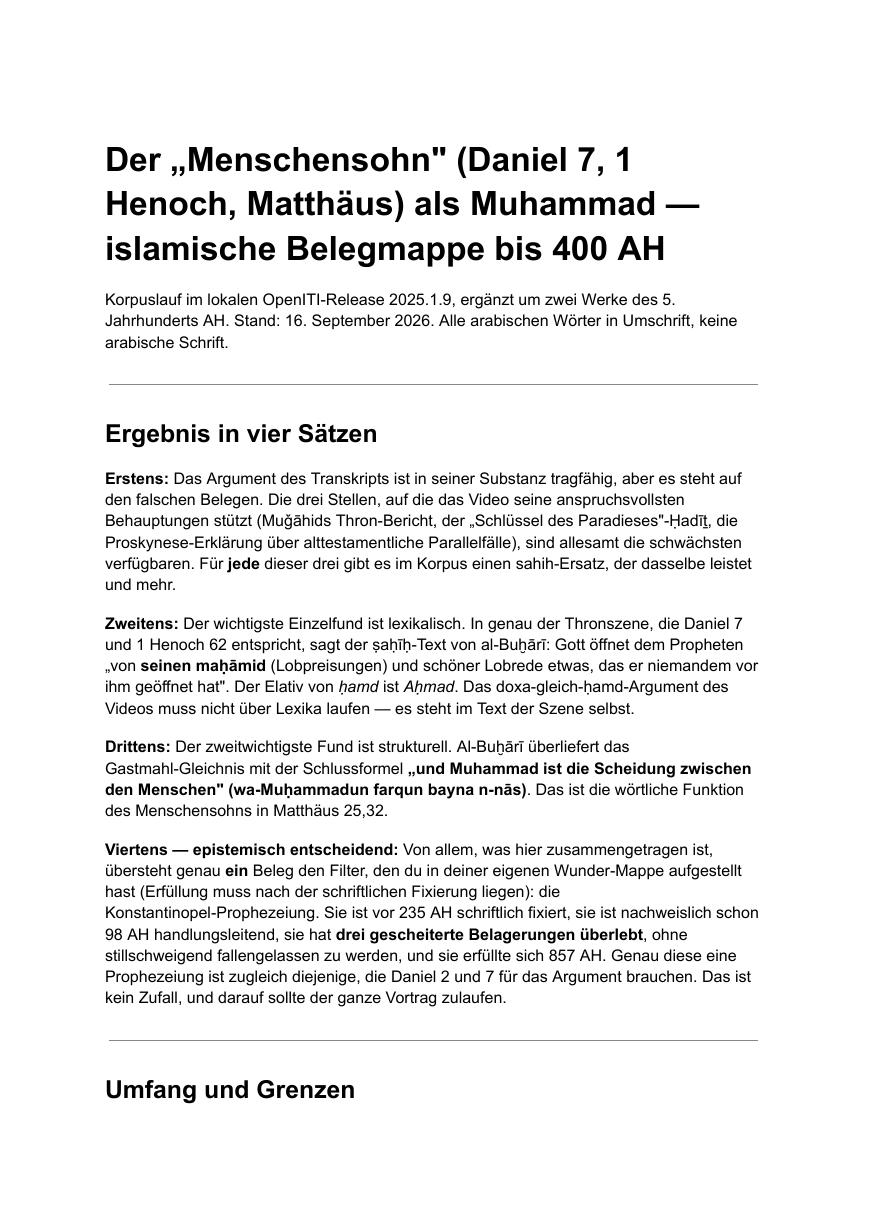 Der „Menschensohn" (Daniel 7, 1
Henoch, Matthäus) als Muhammad —
islamische Belegmappe bis 400 AH
Korpuslauf im lokalen OpenITI-Release 2025.1.9, ergänzt um zwei Werke des 5.
Jahrhunderts AH. Stand: 16. September 2026. Alle arabischen Wörter in Umschrift, keine
arabische Schrift.
Ergebnis in vier Sätzen
Erstens: Das Argument des Transkripts ist in seiner Substanz tragfähig, aber es steht auf
den falschen Belegen. Die drei Stellen, auf die das Video seine anspruchsvollsten
Behauptungen stützt (Muǧāhids Thron-Bericht, der „Schlüssel des Paradieses"-Ḥadīṯ, die
Proskynese-Erklärung über alttestamentliche Parallelfälle), sind allesamt die schwächsten
verfügbaren. Für jede dieser drei gibt es im Korpus einen sahih-Ersatz, der dasselbe leistet
und mehr.
Zweitens: Der wichtigste Einzelfund ist lexikalisch. In genau der Thronszene, die Daniel 7
und 1 Henoch 62 entspricht, sagt der ṣaḥīḥ-Text von al-Buḫārī: Gott öffnet dem Propheten
„von seinen maḥāmid (Lobpreisungen) und schöner Lobrede etwas, das er niemandem vor
ihm geöffnet hat". Der Elativ von ḥamd ist Aḥmad. Das doxa-gleich-ḥamd-Argument des
Videos muss nicht über Lexika laufen — es steht im Text der Szene selbst.
Drittens: Der zweitwichtigste Fund ist strukturell. Al-Buḫārī überliefert das
Gastmahl-Gleichnis mit der Schlussformel „und Muhammad ist die Scheidung zwischen
den Menschen" (wa-Muḥammadun farqun bayna n-nās). Das ist die wörtliche Funktion
des Menschensohns in Matthäus 25,32.
Viertens — epistemisch entscheidend: Von allem, was hier zusammengetragen ist,
übersteht genau ein Beleg den Filter, den du in deiner eigenen Wunder-Mappe aufgestellt
hast (Erfüllung muss nach der schriftlichen Fixierung liegen): die
Konstantinopel-Prophezeiung. Sie ist vor 235 AH schriftlich fixiert, sie ist nachweislich schon
98 AH handlungsleitend, sie hat drei gescheiterte Belagerungen überlebt, ohne
stillschweigend fallengelassen zu werden, und sie erfüllte sich 857 AH. Genau diese eine
Prophezeiung ist zugleich diejenige, die Daniel 2 und 7 für das Argument brauchen. Das ist
kein Zufall, und darauf sollte der ganze Vortrag zulaufen.
Umfang und Grenzen